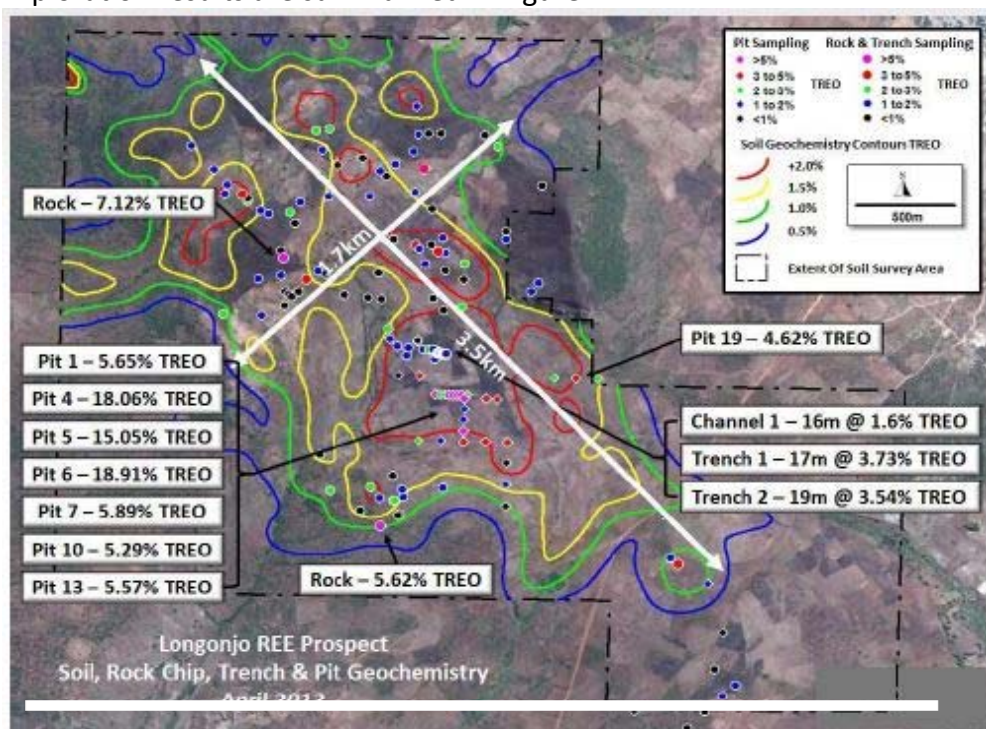 Pit Sampling Rock & Trench Sampling
>5% >5%
3 to 5% TREO 3 to 5% TREO
2 to 3% 2 to 3%
1 to 2% 1 to 2%
<1% <1%
Soil Geochemistry Contours TREO
+2.0%
1.5%
1.0%
0.5%
500m
Extent Of Soil Survey Area
Rock – 7.12% TREO
1.7km
3.5km
Pit 1 – 5.65% TREO
Pit 4 – 18.06% TREO
Pit 5 – 15.05% TREO
Pit 6 – 18.91% TREO
Pit 7 – 5.89% TREO
Pit 10 – 5.29% TREO
Pit 13 – 5.57% TREO
Pit 19 – 4.62% TREO
Channel 1 – 16m @ 1.6% TREO
Trench 1 – 17m @ 3.73% TREO
Trench 2 – 19m @ 3.54% TREO
Rock – 5.62% TREO
Longonjo REE Prospect
Soil, Rock Chip, Trench & Pit Geochemistry
April 2013